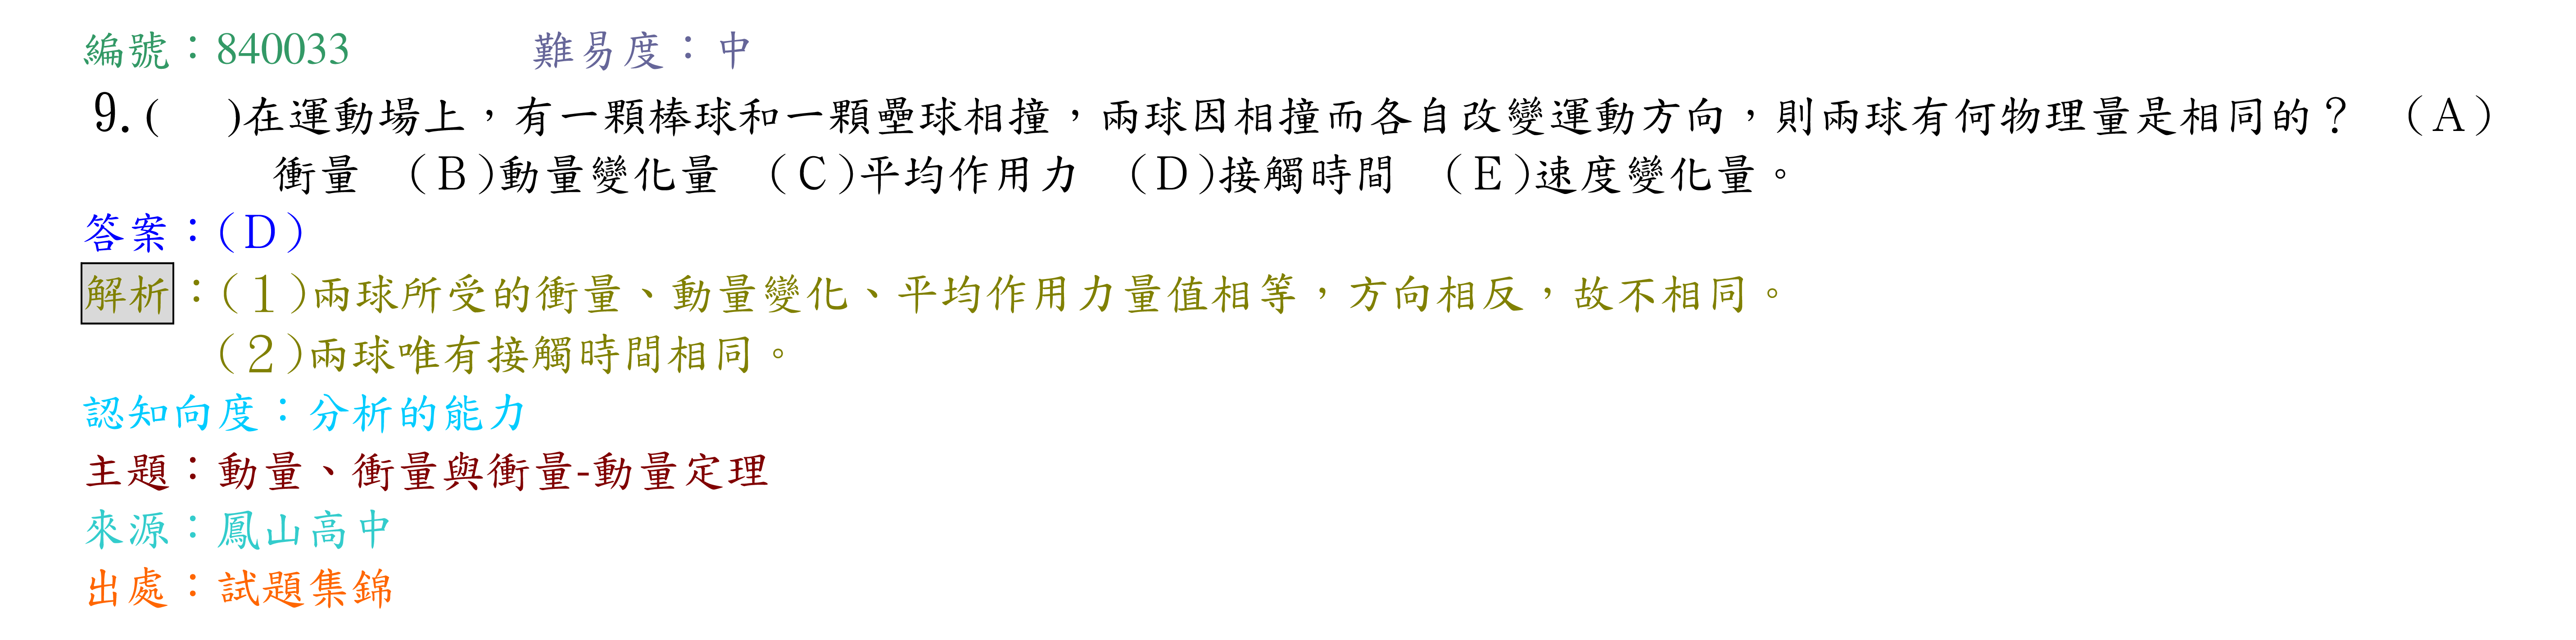 編號：840033　　難易度：中
9.(　)在運動場上，有一顆棒球和一顆壘球相撞，兩球因相撞而各自改變運動方向，則兩球有何物理量是相同的？　（Ａ）
衝量　（Ｂ)動量變化量　（Ｃ)平均作用力　（Ｄ)接觸時間　（Ｅ)速度變化量。
答案：(Ｄ）
解析：(１)兩球所受的衝量、動量變化、平均作用力量值相等，方向相反，故不相同。
（２)兩球唯有接觸時間相同。
認知向度：分析的能力
主題：動量、衝量與衝量-動量定理
來源：鳳山高中
出處：試題集錦